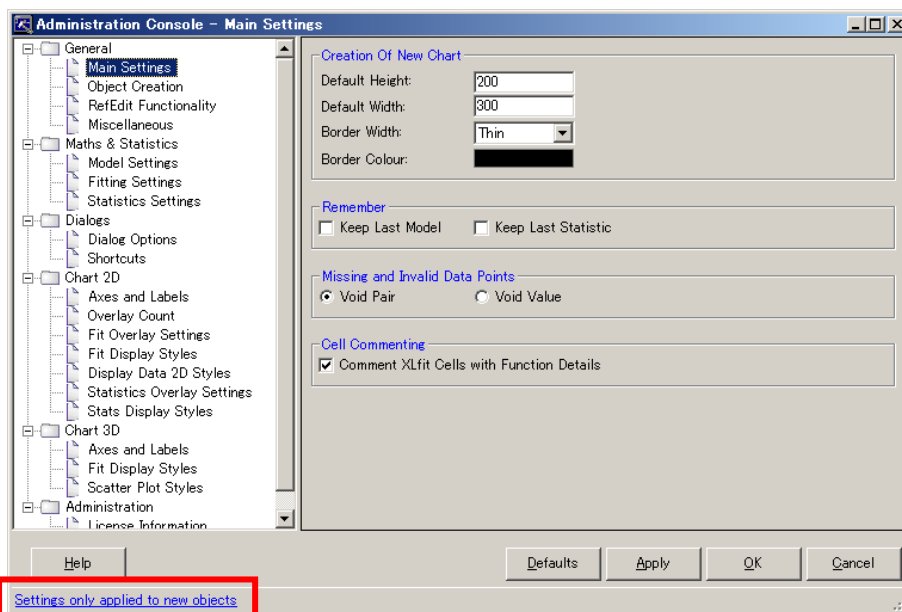 Administration Console - Main Settings
General
Main Settings
Object Creation
RefEdit Functionality
Miscellaneous
Maths & Statistics
Model Settings
Fitting Settings
Statistics Settings
Dialogs
Dialog Options
Shortcuts
Chart 2D
Axes and Labels
Overlay Count
Fit Overlay Settings
Fit Display Styles
Display Data 2D Styles
Statistics Overlay Settings
Stats Display Styles
Chart 3D
Axes and Labels
Fit Display Styles
Scatter Plot Styles
Administration
License Information
Creation Of New Chart
Default Height: 200
Default Width: 300
Border Width: Thin
Border Colour:
Remember
Keep Last Model Keep Last Statistic
Missing and Invalid Data Points
Void Pair Void Value
Cell Commenting
Comment XLfit Cells with Function Details
Help Defaults Apply OK Cancel
Settings only applied to new objects